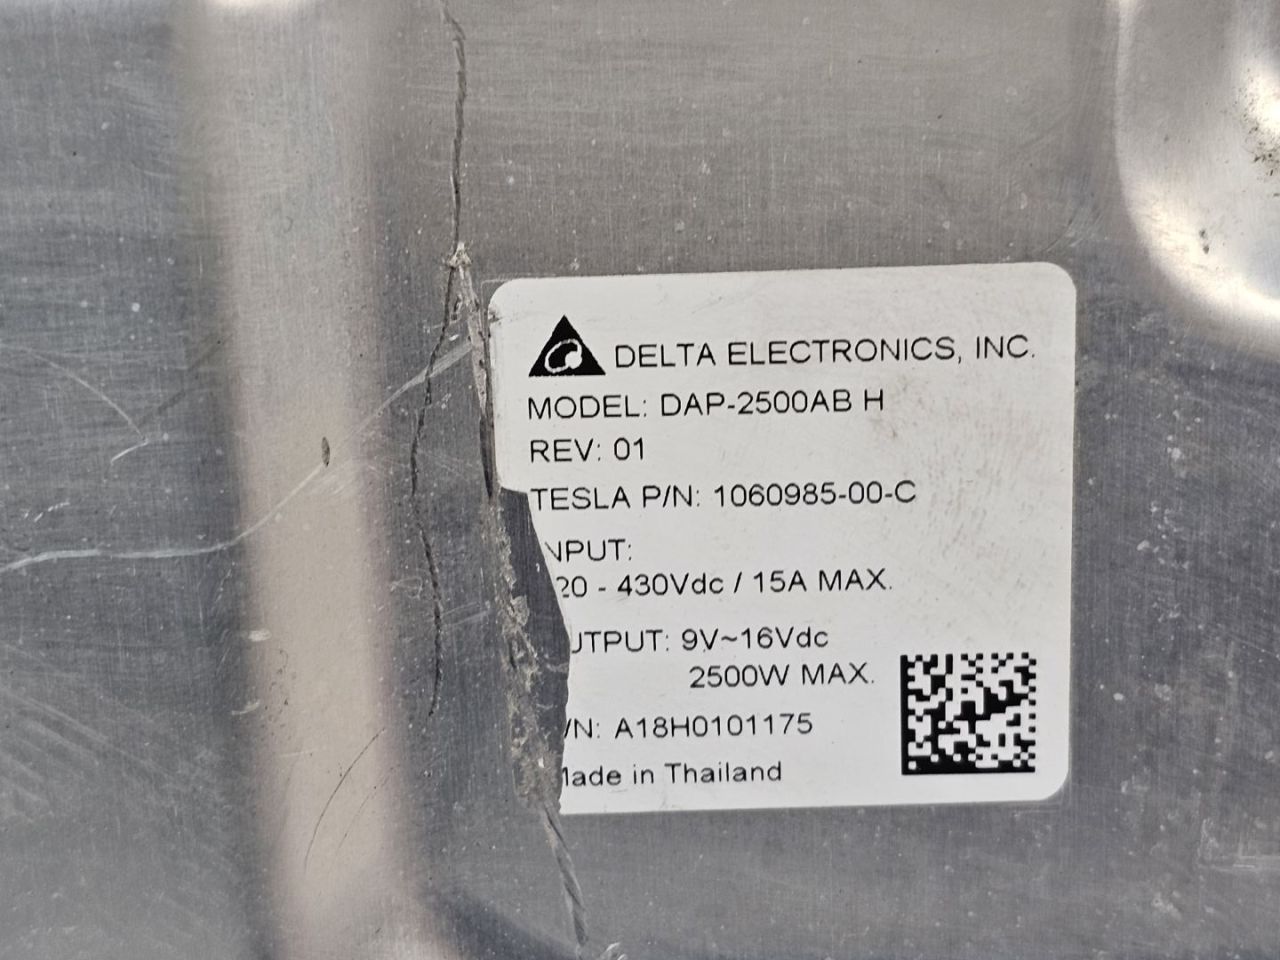 DELTA ELECTRONICS, INC.
MODEL: DAP-2500AB H
REV: 01
TESLA P/N: 1060985-00-C
NPUT:
20 - 430Vdc / 15A MAX.
UTPUT: 9V~16Vdc
2500W MAX.
/N: A18H0101175
Made in Thailand